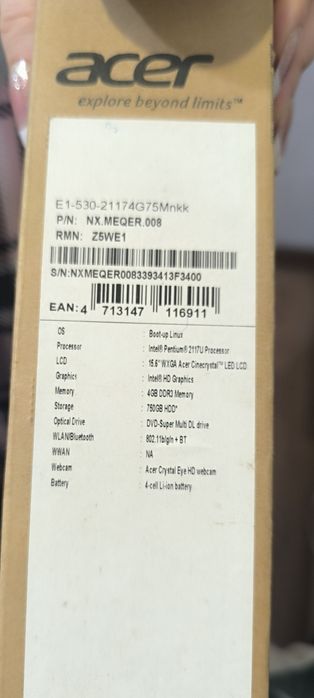 acer
explore beyond limits™
E1-530-21174G75Mnkk
P/N: NX.MEQER.008
RMN: Z5WE1
S/N:NXMEQER0083393413F3400
EAN: 4 713147 116911
OS : Boot-up Linux
Processor : Intel® Pentium® 2117U Processor
LCD : 15.6" WXGA Acer Cinecrystal™ LED LCD
Graphics : Intel® HD Graphics
Memory : 4GB DDR3 Memory
Storage : 750GB HDD*
Optical Drive : DVD-Super Multi DL drive
WLAN/Bluetooth : 802.11b/g/n + BT
WWAN : NA
Webcam : Acer Crystal Eye HD webcam
Battery : 4-cell Li-ion battery